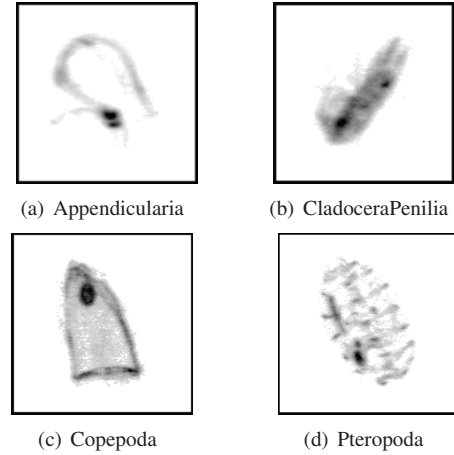 (a) Appendicularia
(b) CladoceraPenilia
(c) Copepoda
(d) Pteropoda